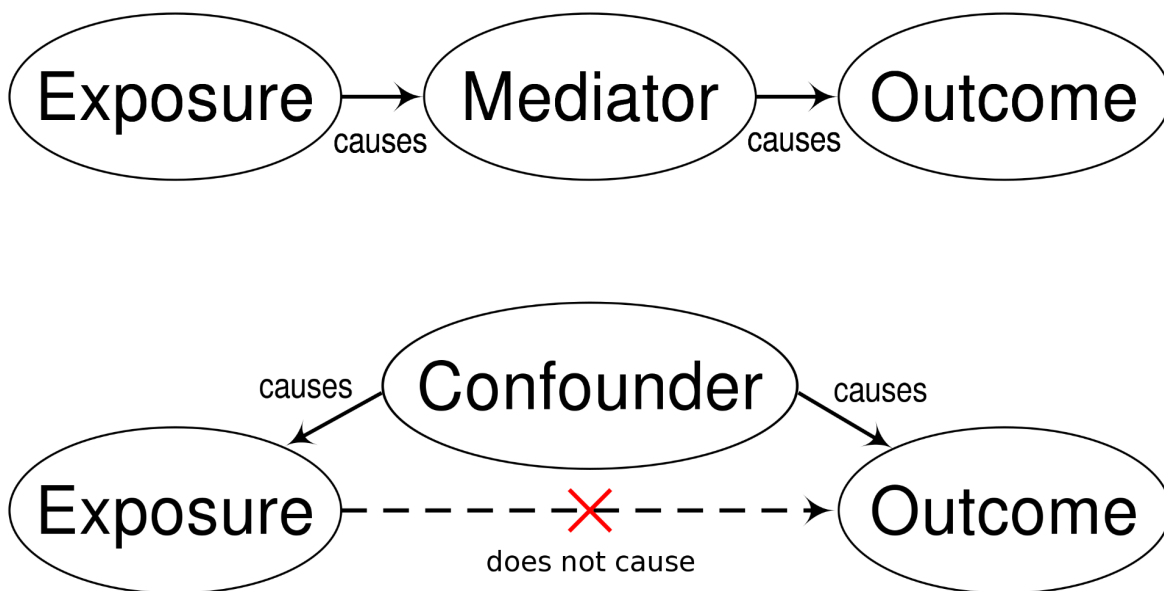 Exposure causes Mediator causes Outcome
Confounder
causes causes
Exposure Outcome
does not cause